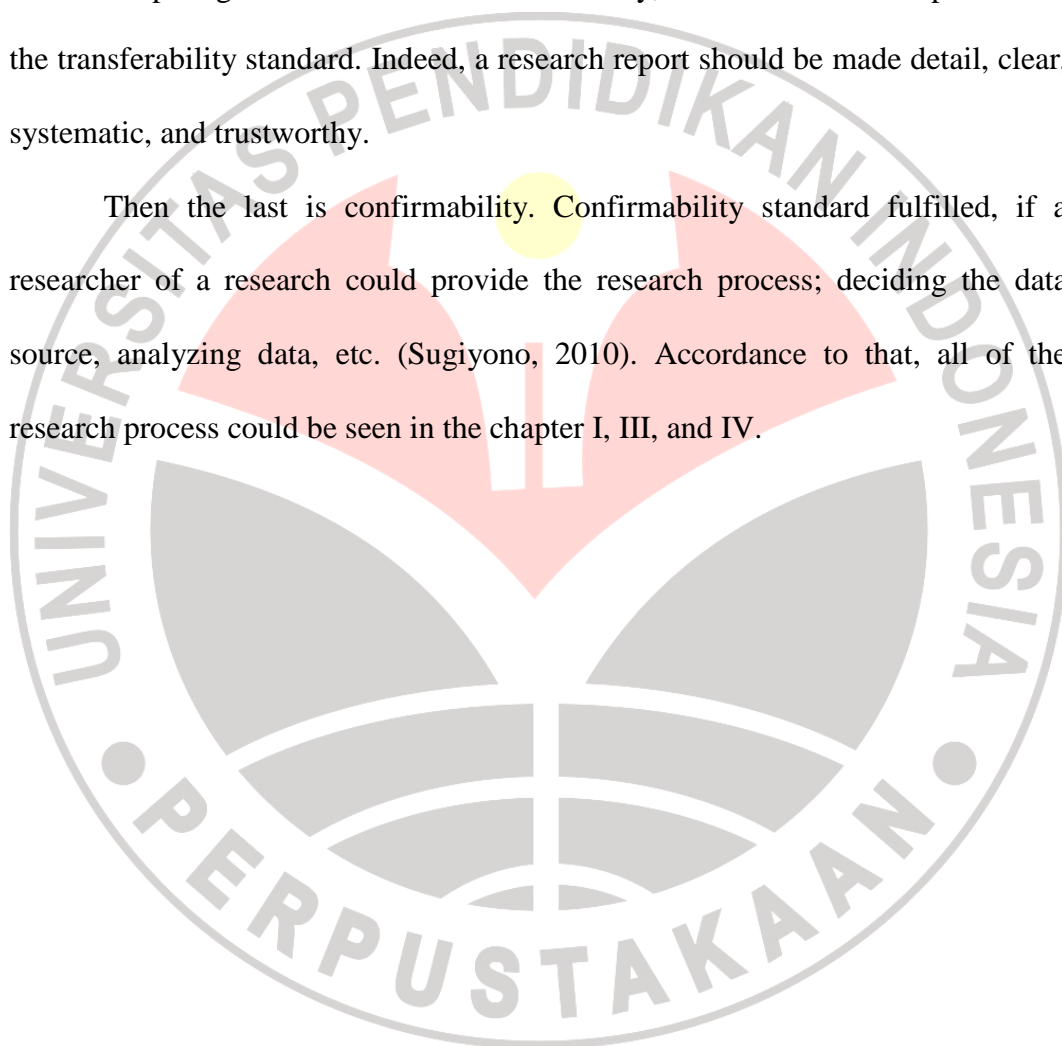 the transferability standard. Indeed, a research report should be made detail, clear,
systematic, and trustworthy.
Then the last is confirmability. Confirmability standard fulfilled, if a
researcher of a research could provide the research process; deciding the data
source, analyzing data, etc. (Sugiyono, 2010). Accordance to that, all of the
research process could be seen in the chapter I, III, and IV.
UNIVERSITAS PENDIDIKAN INDONESIA
PERPUSTAKAAN